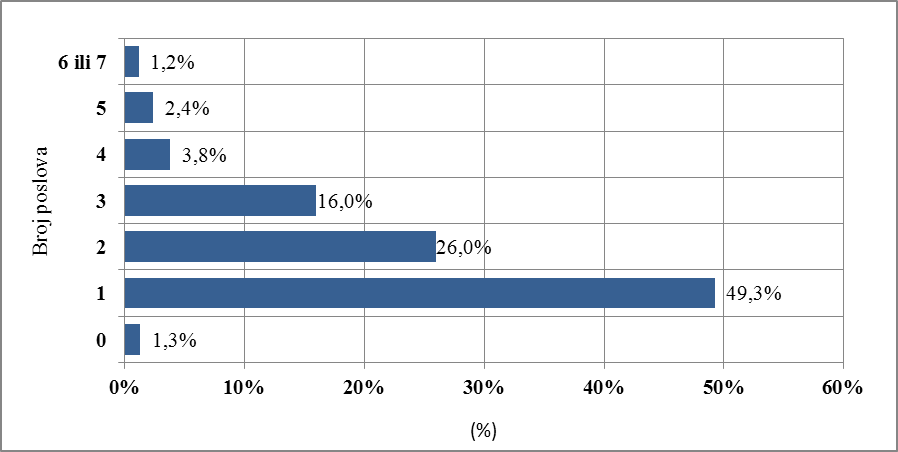 Broj poslova
6 ili 7 1,2%
5 2,4%
4 3,8%
3 16,0%
2 26,0%
1 49,3%
0 1,3%
0% 10% 20% 30% 40% 50% 60%
(%)